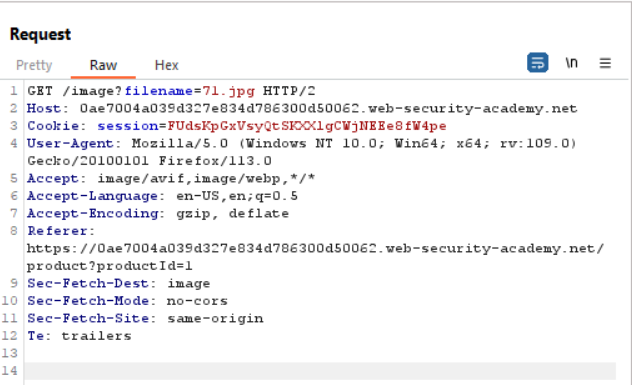 Request
Pretty Raw Hex \n
1 GET /image?filename=71.jpg HTTP/2
2 Host: 0ae7004a039d327e834d786300d50062.web-security-academy.net
3 Cookie: session=FUdsKpGxVsyQtSKXXlgCWjNEEe8fW4pe
4 User-Agent: Mozilla/5.0 (Windows NT 10.0; Win64; x64; rv:109.0)
Gecko/20100101 Firefox/113.0
5 Accept: image/avif,image/webp,*/*
6 Accept-Language: en-US,en;q=0.5
7 Accept-Encoding: gzip, deflate
8 Referer:
https://0ae7004a039d327e834d786300d50062.web-security-academy.net/
product?productId=1
9 Sec-Fetch-Dest: image
10 Sec-Fetch-Mode: no-cors
11 Sec-Fetch-Site: same-origin
12 Te: trailers
13
14